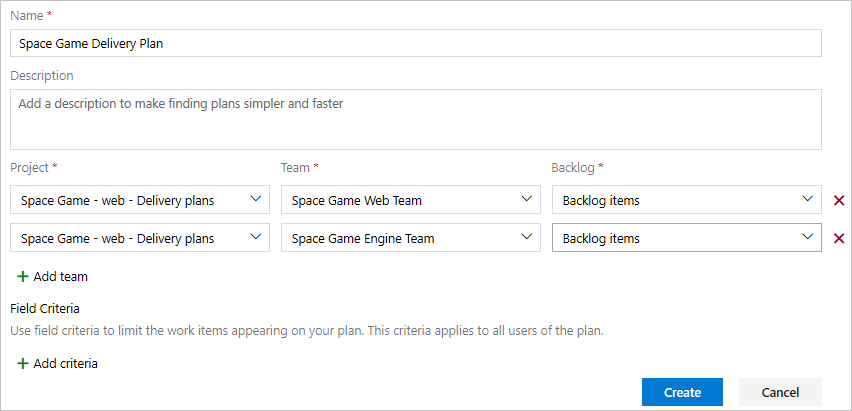 Name *
Space Game Delivery Plan
Description
Add a description to make finding plans simpler and faster
Project * Team * Backlog *
Space Game - web - Delivery plans Space Game Web Team Backlog items
Space Game - web - Delivery plans Space Game Engine Team Backlog items
+ Add team
Field Criteria
Use field criteria to limit the work items appearing on your plan. This criteria applies to all users of the plan.
+ Add criteria
Create Cancel